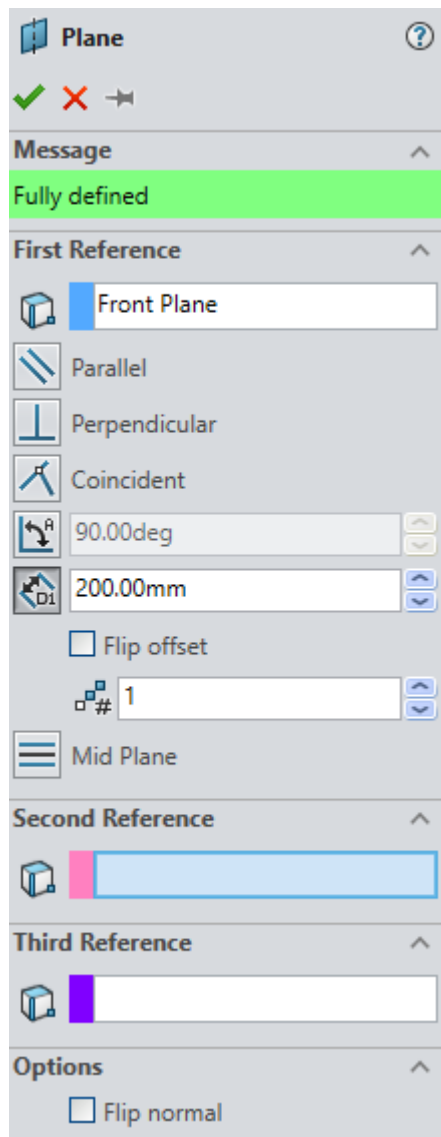 Plane
?
Message
Fully defined
First Reference
Front Plane
Parallel
Perpendicular
Coincident
A
90.00deg
D1
200.00mm
Flip offset
#
1
Mid Plane
Second Reference
Third Reference
Options
Flip normal